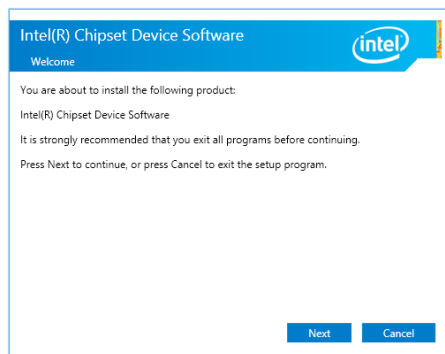 Intel(R) Chipset Device Software
intel
Welcome
You are about to install the following product:
Intel(R) Chipset Device Software
It is strongly recommended that you exit all programs before continuing.
Press Next to continue, or press Cancel to exit the setup program.
Next
Cancel